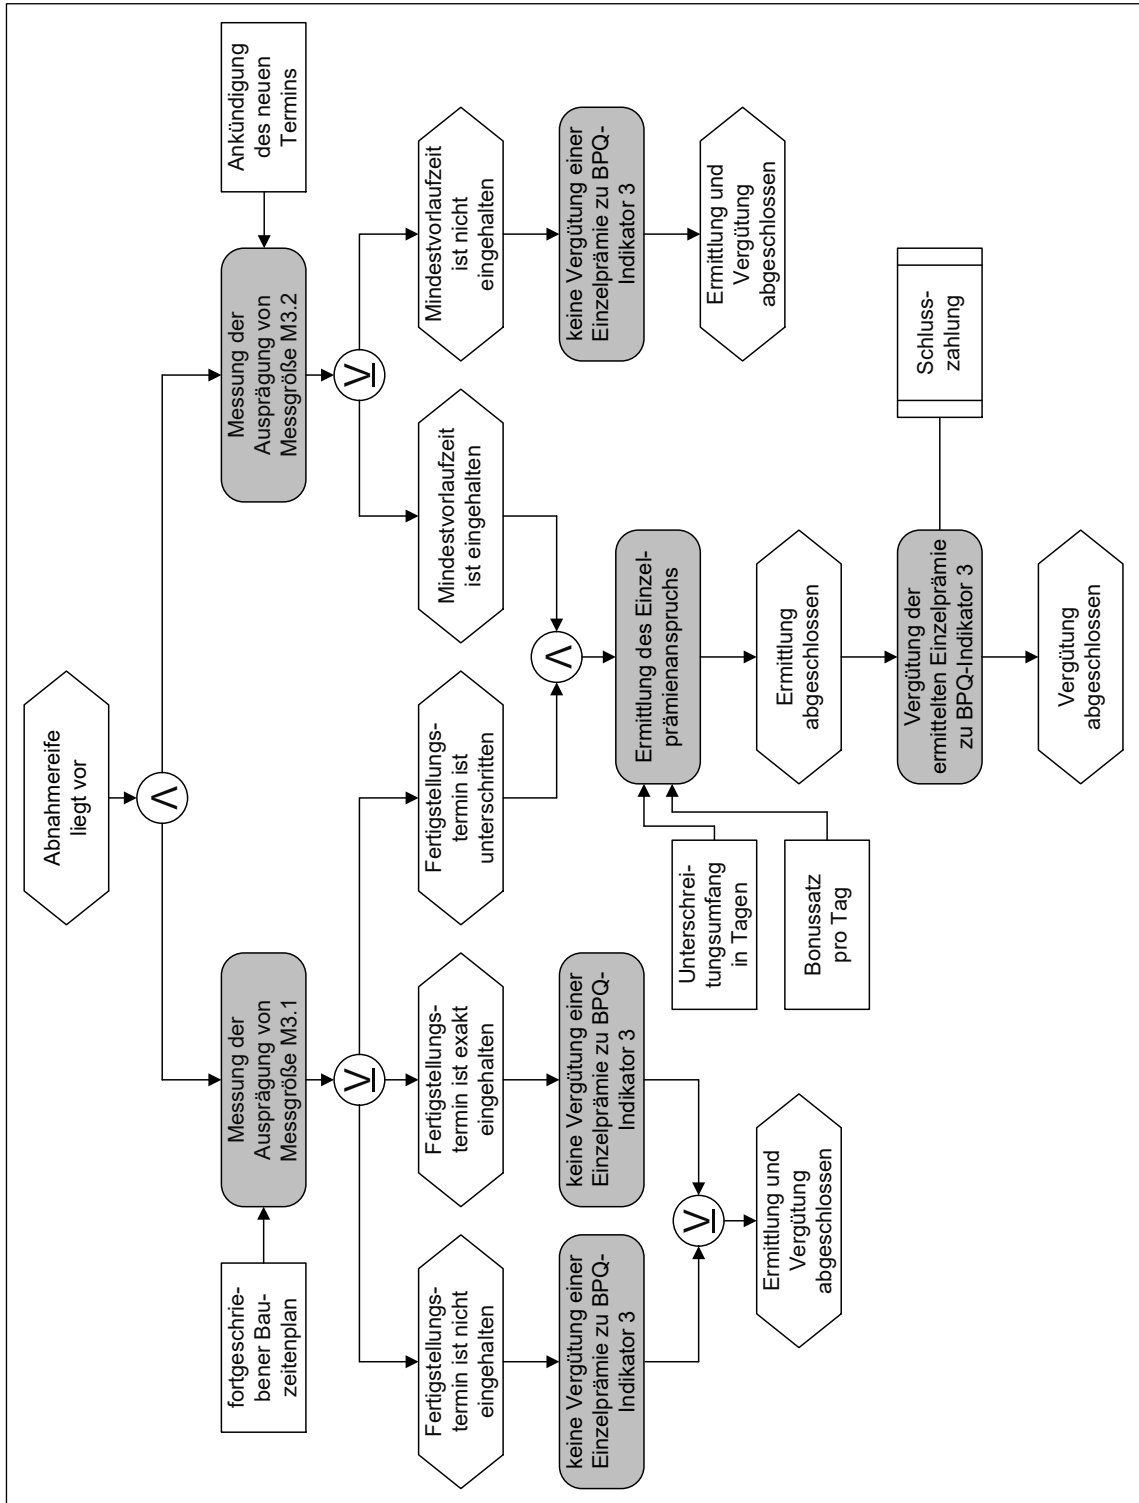 Abnahmereife
liegt vor
fortgeschrie-
bener Bau-
zeitenplan
Messung der
Ausprägung von
Messgröße M3.1
Messung der
Ausprägung von
Messgröße M3.2
Ankündigung
des neuen
Termins
Fertigstellungs-
termin ist nicht
eingehalten
Fertigstellungs-
termin ist exakt
eingehalten
Fertigstellungs-
termin ist
unterschritten
Mindestvorlaufzeit
ist eingehalten
Mindestvorlaufzeit
ist nicht
eingehalten
keine Vergütung einer
Einzelprämie zu BPQ-
Indikator 3
keine Vergütung einer
Einzelprämie zu BPQ-
Indikator 3
keine Vergütung einer
Einzelprämie zu BPQ-
Indikator 3
Unterschrei-
tungsumfang
in Tagen
Ermittlung des Einzel-
prämienanspruchs
Ermittlung und
Vergütung
abgeschlossen
Ermittlung und
Vergütung
abgeschlossen
Bonussatz
pro Tag
Ermittlung
abgeschlossen
Vergütung der
ermittelten Einzelprämie
zu BPQ-Indikator 3
Schluss-
zahlung
Vergütung
abgeschlossen